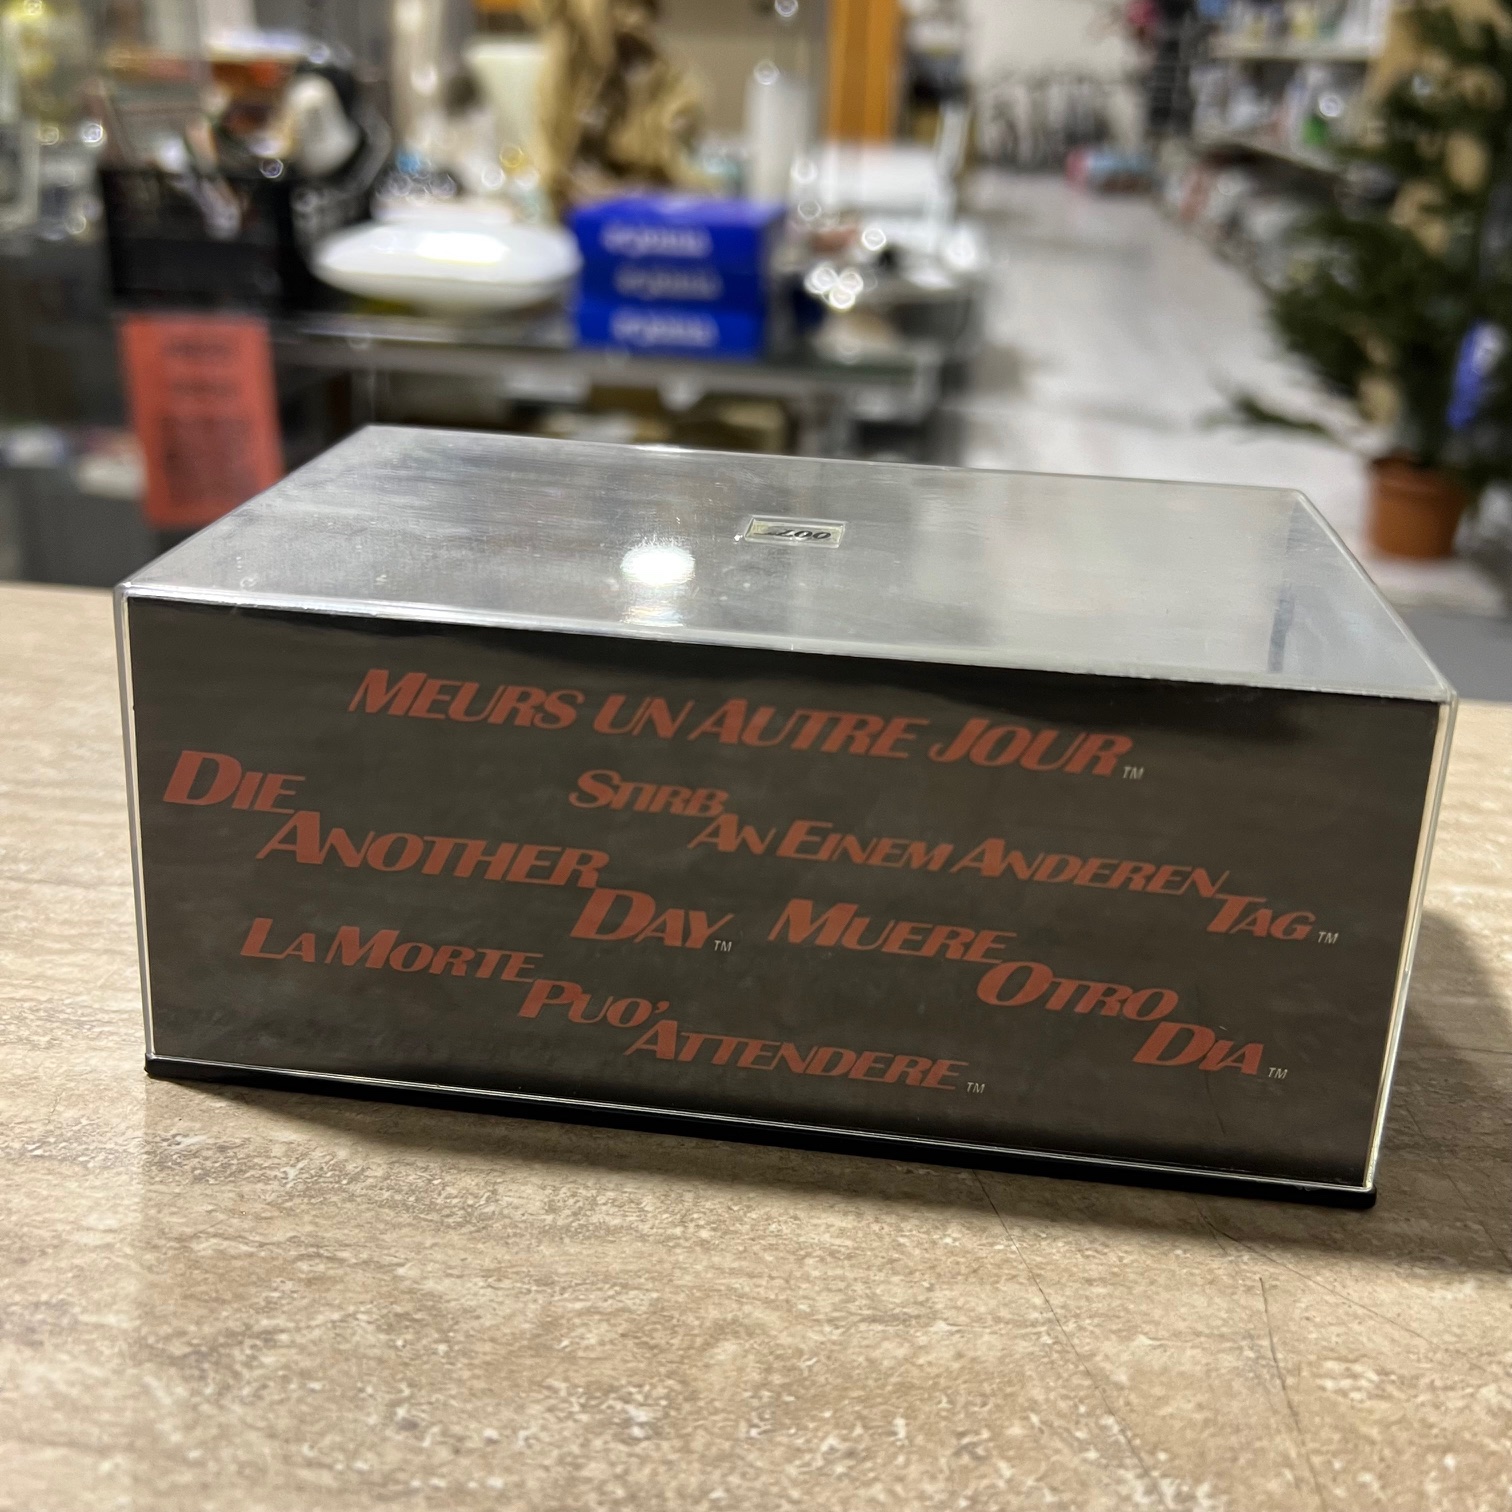 007
MEURS UN AUTRE JOUR™
DIE
ANOTHER
DAY™
STIRB
AN EINEM ANDEREN
TAG™
LA MORTE
PUO'
ATTENDERE™
MUERE
OTRO
DIA™